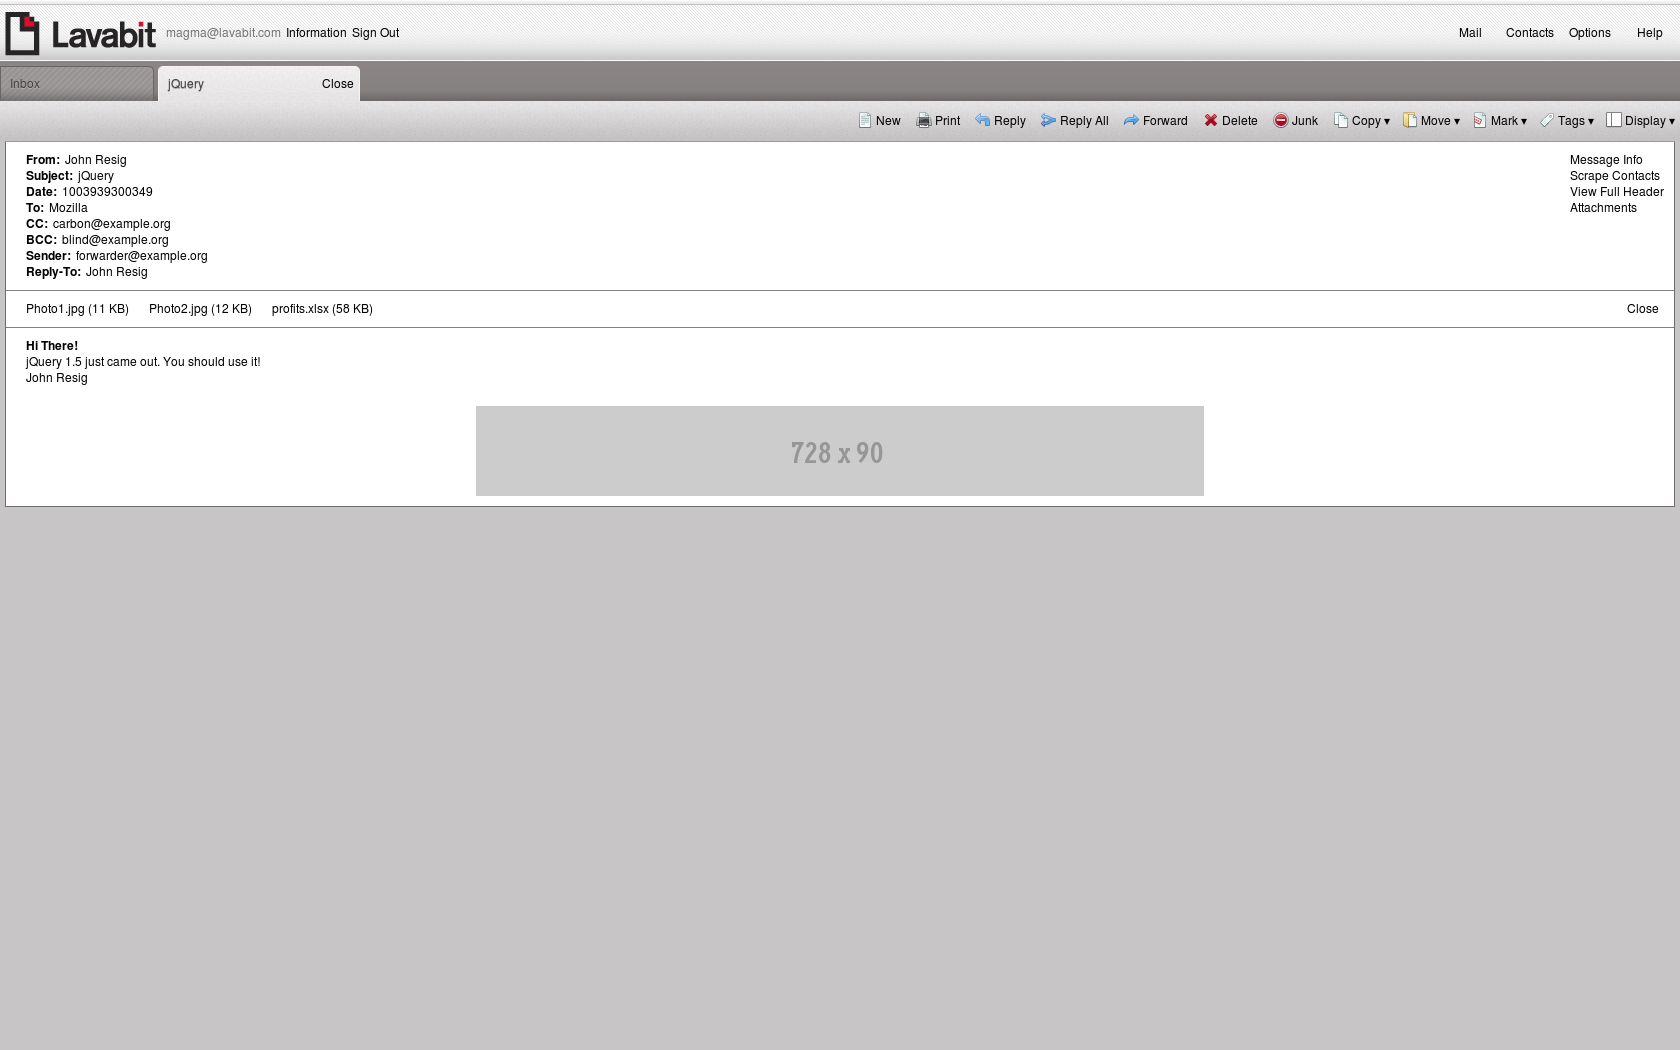 Lavabit magma@lavabit.com Information Sign Out Mail Contacts Options Help
Inbox jQuery Close
New Print Reply Reply All Forward Delete Junk Copy ▾ Move ▾ Mark ▾ Tags ▾ Display ▾
From: John Resig Message Info
Subject: jQuery Scrape Contacts
Date: 1003939300349 View Full Header
To: Mozilla Attachments
CC: carbon@example.org
BCC: blind@example.org
Sender: forwarder@example.org
Reply-To: John Resig
Photo1.jpg (11 KB) Photo2.jpg (12 KB) profits.xlsx (58 KB) Close
Hi There!
jQuery 1.5 just came out. You should use it!
John Resig
728 x 90